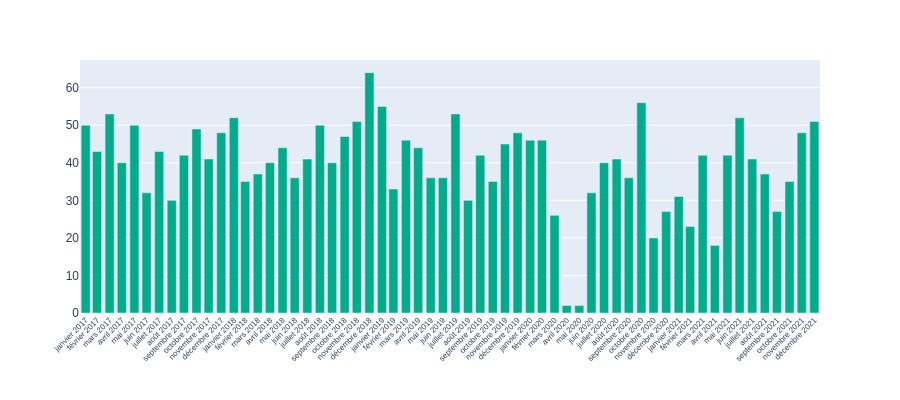 60
50
40
30
20
10
0
janvier 2017
février 2017
mars 2017
avril 2017
mai 2017
juin 2017
juillet 2017
août 2017
septembre 2017
octobre 2017
novembre 2017
décembre 2017
janvier 2018
février 2018
mars 2018
avril 2018
mai 2018
juin 2018
juillet 2018
août 2018
septembre 2018
octobre 2018
novembre 2018
décembre 2018
janvier 2019
février 2019
mars 2019
avril 2019
mai 2019
juin 2019
juillet 2019
août 2019
septembre 2019
octobre 2019
novembre 2019
décembre 2019
janvier 2020
février 2020
mars 2020
avril 2020
mai 2020
juin 2020
juillet 2020
août 2020
septembre 2020
octobre 2020
novembre 2020
décembre 2020
janvier 2021
février 2021
mars 2021
avril 2021
mai 2021
juin 2021
juillet 2021
août 2021
septembre 2021
octobre 2021
novembre 2021
décembre 2021